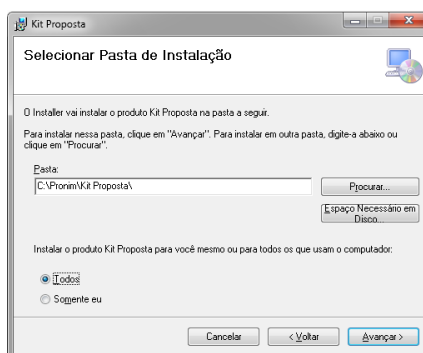 Kit Proposta
Selecionar Pasta de Instalação
O Installer vai instalar o produto Kit Proposta na pasta a seguir.
Para instalar nessa pasta, clique em "Avançar". Para instalar em outra pasta, digite-a abaixo ou
clique em "Procurar".
Pasta:
C:\Pronim\Kit Proposta\
Procurar...
Espaço Necessário em
Disco...
Instalar o produto Kit Proposta para você mesmo ou para todos os que usam o computador:
Todos
Somente eu
Cancelar
< Voltar
Avançar >